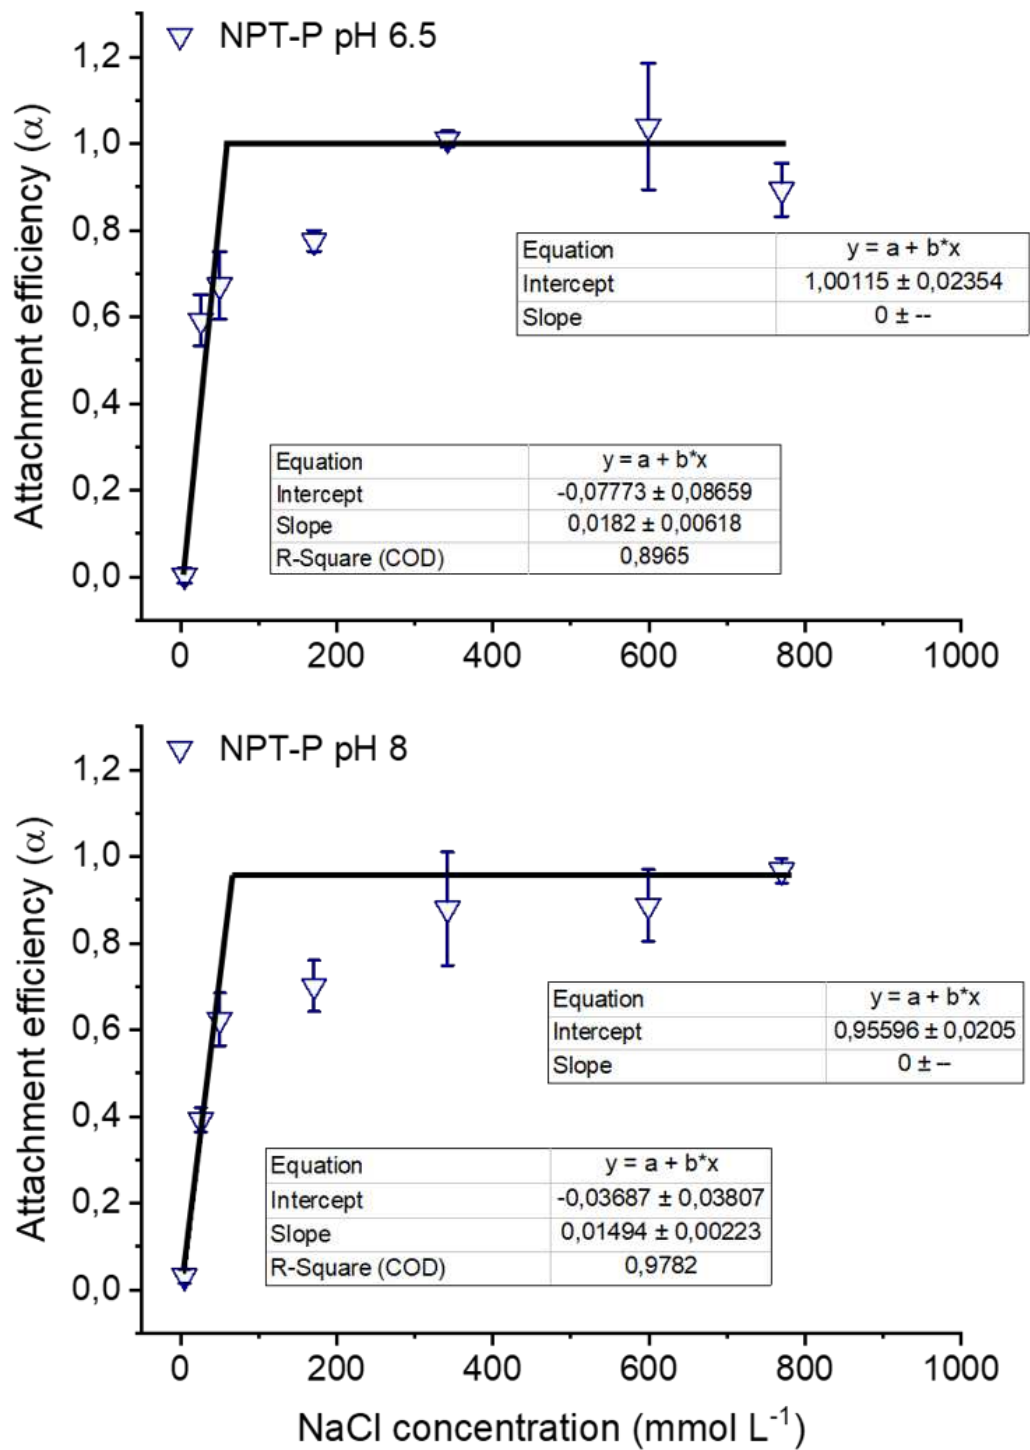 NPT-P pH 6.5
Attachment efficiency (α)
1,2
1,0
0,8
0,6
0,4
0,2
0,0
Equation y = a + b*x
Intercept 1,00115 ± 0,02354
Slope 0 ± --
Equation y = a + b*x
Intercept -0,07773 ± 0,08659
Slope 0,0182 ± 0,00618
R-Square (COD) 0,8965
0 200 400 600 800 1000
NPT-P pH 8
Attachment efficiency (α)
1,2
1,0
0,8
0,6
0,4
0,2
0,0
Equation y = a + b*x
Intercept 0,95596 ± 0,0205
Slope 0 ± --
Equation y = a + b*x
Intercept -0,03687 ± 0,03807
Slope 0,01494 ± 0,00223
R-Square (COD) 0,9782
0 200 400 600 800 1000
NaCl concentration (mmol L⁻¹)